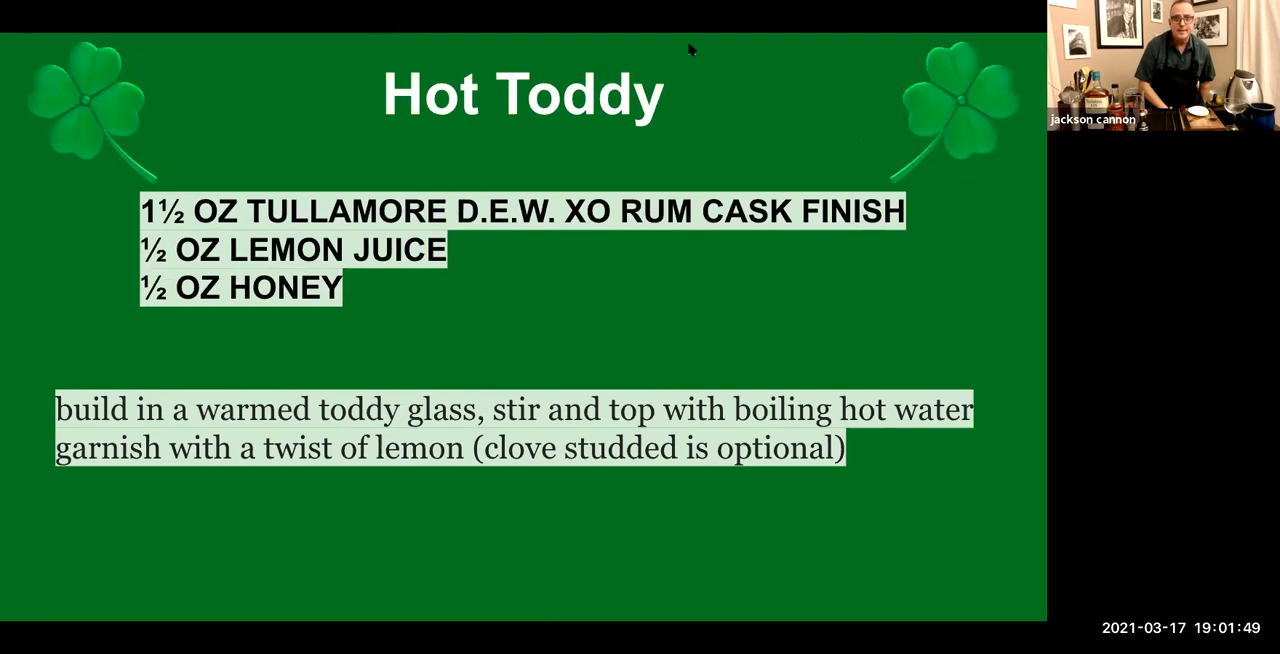 Hot Toddy
1½ OZ TULLAMORE D.E.W. XO RUM CASK FINISH
½ OZ LEMON JUICE
½ OZ HONEY
build in a warmed toddy glass, stir and top with boiling hot water
garnish with a twist of lemon (clove studded is optional)
jackson cannon
2021-03-17 19:01:49